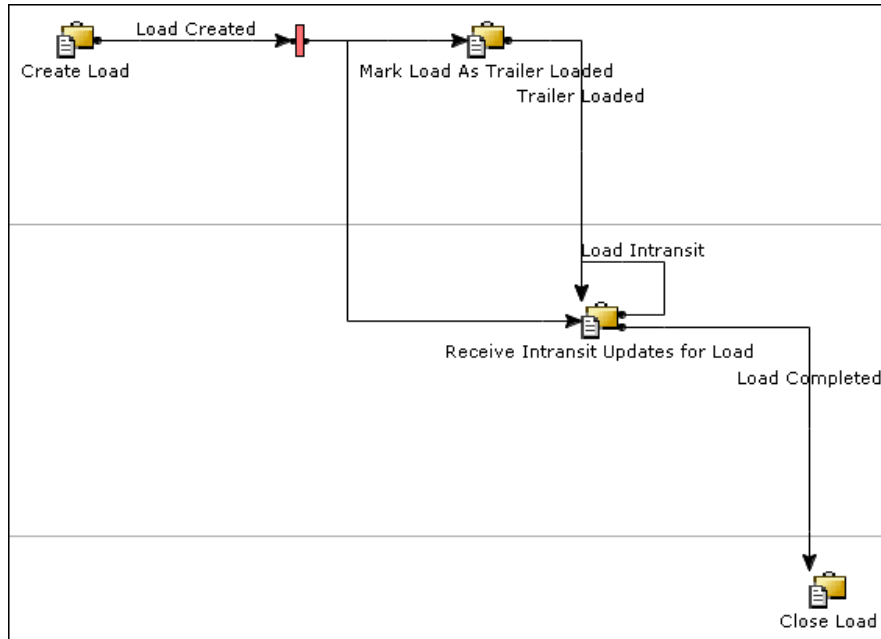 Load Created
Create Load
Mark Load As Trailer Loaded
Trailer Loaded
Load Intransit
Receive Intransit Updates for Load
Load Completed
Close Load